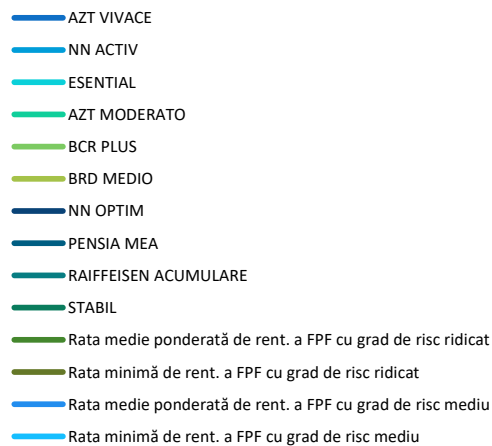 AZT VIVACE
NN ACTIV
ESENTIAL
AZT MODERATO
BCR PLUS
BRD MEDIO
NN OPTIM
PENSIA MEA
RAIFFEISEN ACUMULARE
STABIL
Rata medie ponderată de rent. a FPF cu grad de risc ridicat
Rata minimă de rent. a FPF cu grad de risc ridicat
Rata medie ponderată de rent. a FPF cu grad de risc mediu
Rata minimă de rent. a FPF cu grad de risc mediu